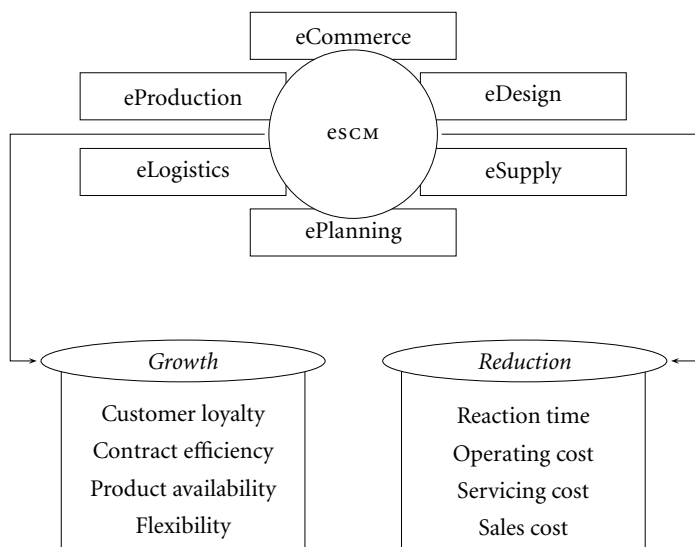 eCommerce
eProduction
eDesign
eSCM
eLogistics
eSupply
ePlanning
Growth
Customer loyalty
Contract efficiency
Product availability
Flexibility
Reduction
Reaction time
Operating cost
Servicing cost
Sales cost